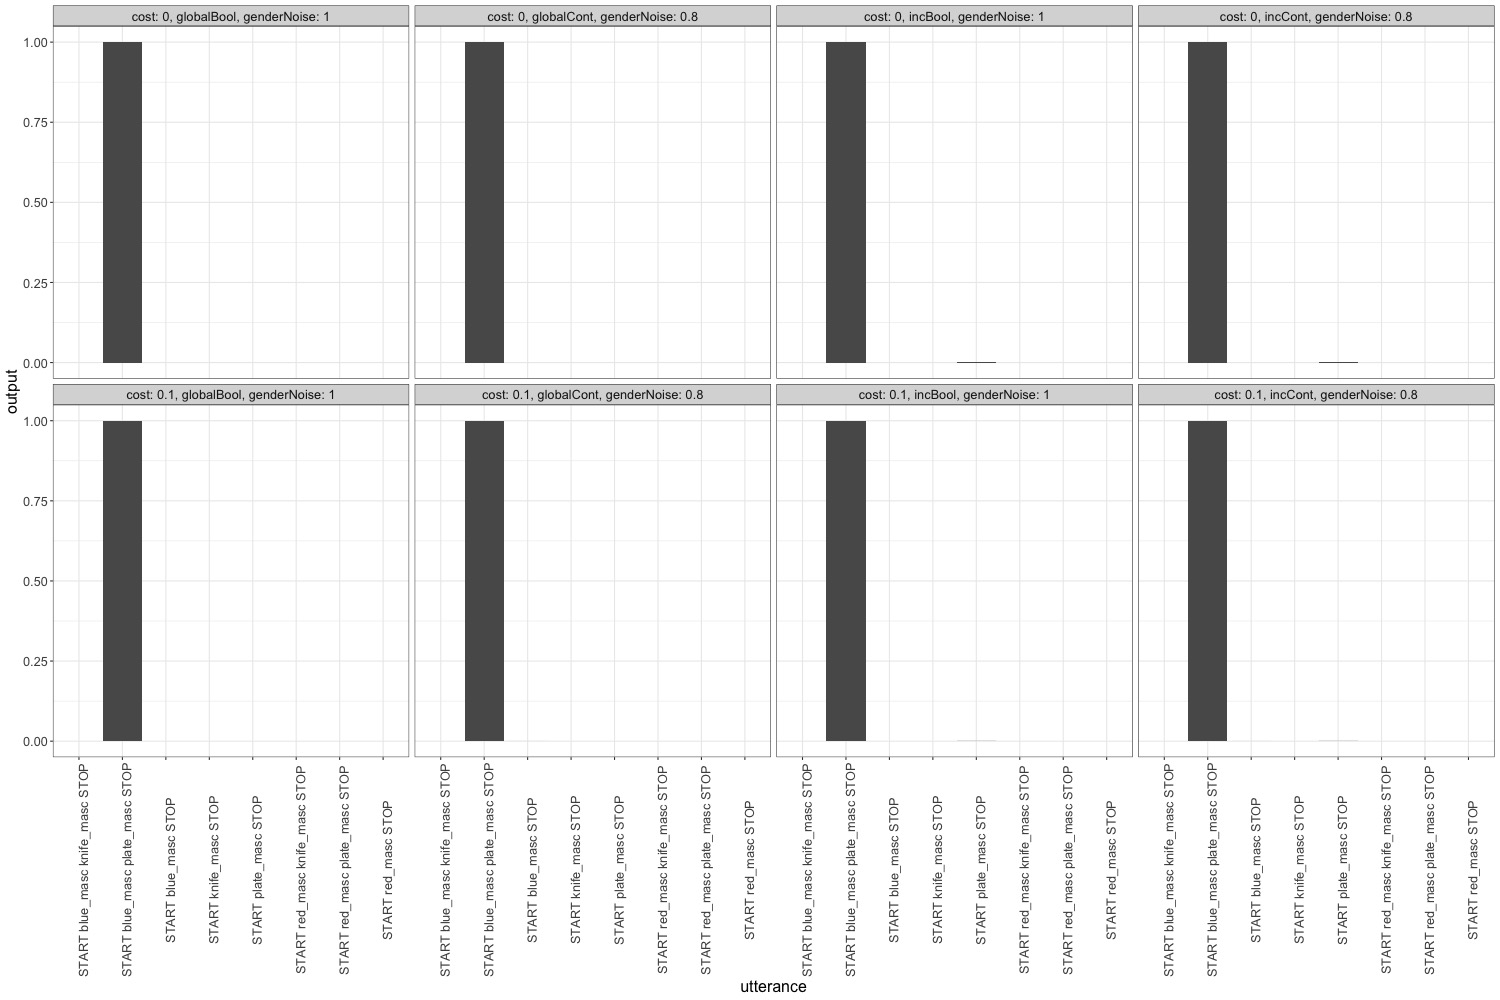 cost: 0, globalBool, genderNoise: 1
cost: 0, globalCont, genderNoise: 0.8
cost: 0, incBool, genderNoise: 1
cost: 0, incCont, genderNoise: 0.8
1.00
0.75
0.50
0.25
0.00
output
cost: 0.1, globalBool, genderNoise: 1
cost: 0.1, globalCont, genderNoise: 0.8
cost: 0.1, incBool, genderNoise: 1
cost: 0.1, incCont, genderNoise: 0.8
1.00
0.75
0.50
0.25
0.00
START blue_masc knife_masc STOP
START blue_masc plate_masc STOP
START blue_masc STOP
START knife_masc STOP
START plate_masc STOP
START red_masc knife_masc STOP
START red_masc plate_masc STOP
START red_masc STOP
START blue_masc knife_masc STOP
START blue_masc plate_masc STOP
START blue_masc STOP
START knife_masc STOP
START plate_masc STOP
START red_masc knife_masc STOP
START red_masc plate_masc STOP
START red_masc STOP
START blue_masc knife_masc STOP
START blue_masc plate_masc STOP
START blue_masc STOP
START knife_masc STOP
START plate_masc STOP
START red_masc knife_masc STOP
START red_masc plate_masc STOP
START red_masc STOP
START blue_masc knife_masc STOP
START blue_masc plate_masc STOP
START blue_masc STOP
START knife_masc STOP
START plate_masc STOP
START red_masc knife_masc STOP
START red_masc plate_masc STOP
START red_masc STOP
utterance